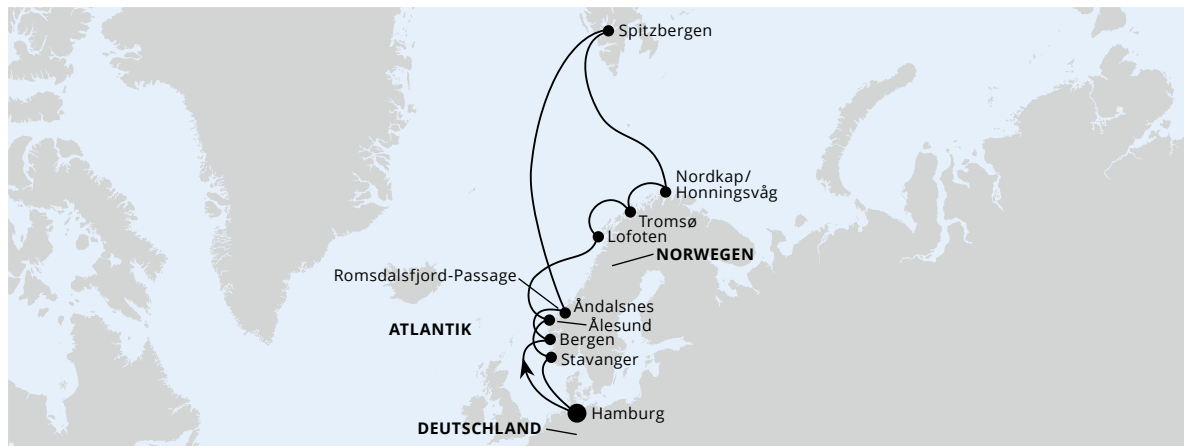 Spitzbergen
Nordkap/
Honningsvåg
Tromsø
Lofoten
NORWEGEN
Romsdalsfjord-Passage
Åndalsnes
Ålesund
ATLANTIK
Bergen
Stavanger
Hamburg
DEUTSCHLAND